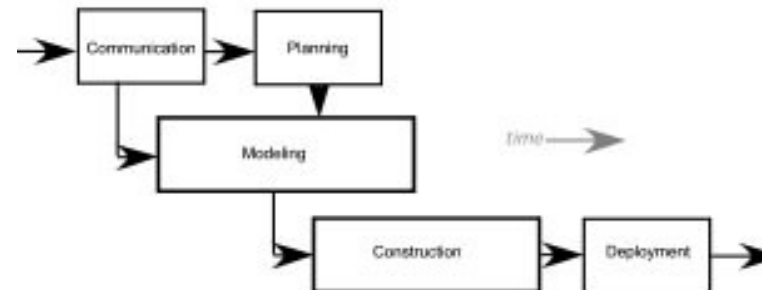 Communication
Planning
Modeling
time
Construction
Deployment